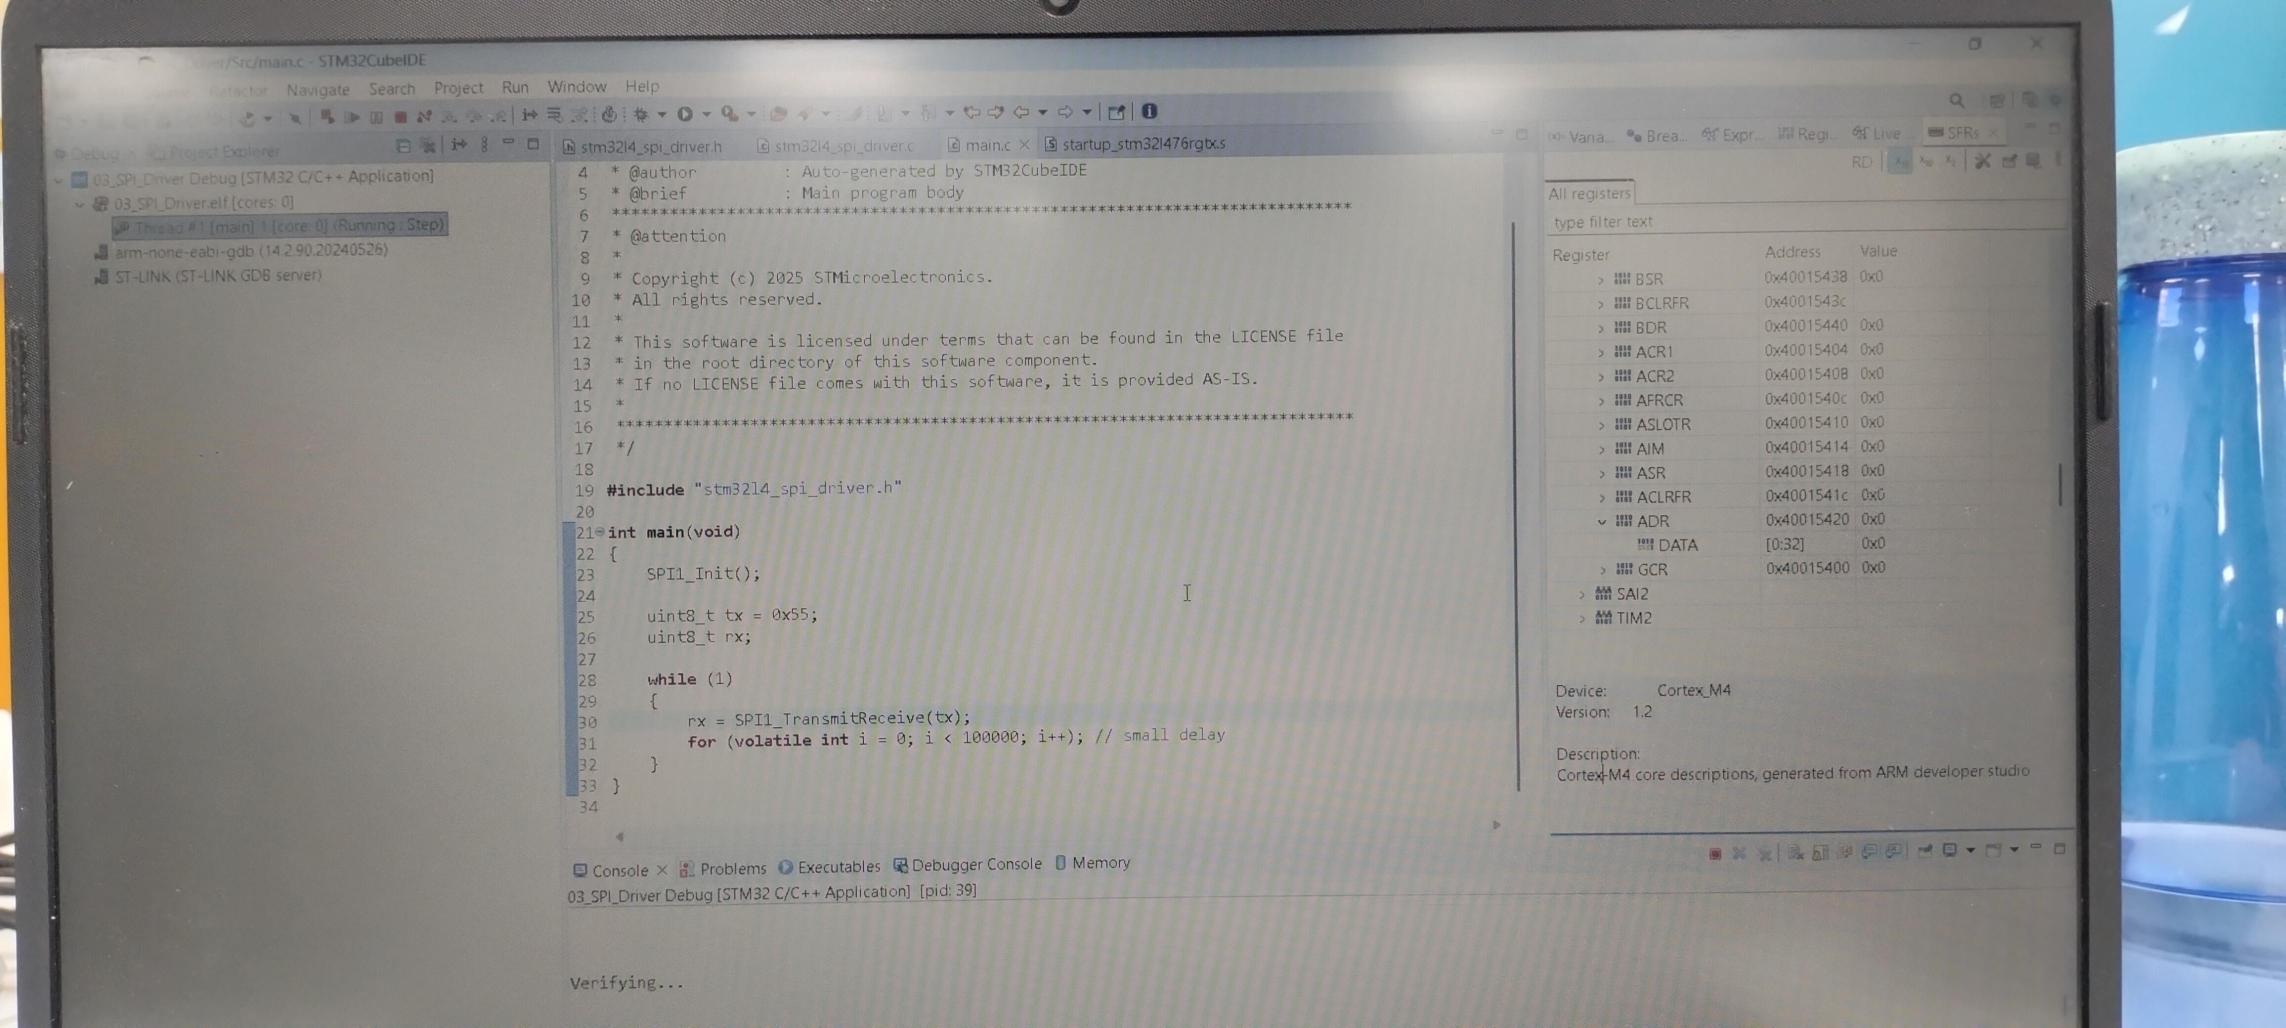 /Src/main.c - STM32CubeIDE
Refactor Navigate Search Project Run Window Help
Debug Project Explorer
03_SPI_Driver Debug [STM32 C/C++ Application]
03_SPI_Driver.elf [cores: 0]
Thread #1 [main] 1 [core: 0] (Running : Step)
arm-none-eabi-gdb (14.2.90.20240526)
ST-LINK (ST-LINK GDB server)
stm32l4_spi_driver.h stm32l4_spi_driver.c main.c startup_stm32l476rgtx.s
4 * @author : Auto-generated by STM32CubeIDE
5 * @brief : Main program body
6 ******************************************************************************
7 * @attention
8 *
9 * Copyright (c) 2025 STMicroelectronics.
10 * All rights reserved.
11 *
12 * This software is licensed under terms that can be found in the LICENSE file
13 * in the root directory of this software component.
14 * If no LICENSE file comes with this software, it is provided AS-IS.
15 *
16 ******************************************************************************
17 */
18
19 #include "stm32l4_spi_driver.h"
20
21 int main(void)
22 {
23 SPI1_Init();
24
25 uint8_t tx = 0x55;
26 uint8_t rx;
27
28 while (1)
29 {
30 rx = SPI1_TransmitReceive(tx);
31 for (volatile int i = 0; i < 100000; i++); // small delay
32 }
33 }
34
Varia... Brea... Expr... Regi... Live SFRs
RD
All registers
type filter text
Register Address Value
BSR 0x40015438 0x0
BCLRFR 0x4001543c
BDR 0x40015440 0x0
ACR1 0x40015404 0x0
ACR2 0x40015408 0x0
AFRCR 0x4001540c 0x0
ASLOTR 0x40015410 0x0
AIM 0x40015414 0x0
ASR 0x40015418 0x0
ACLRFR 0x4001541c 0x0
ADR 0x40015420 0x0
DATA [0:32] 0x0
GCR 0x40015400 0x0
SAI2
TIM2
Device: Cortex_M4
Version: 1.2
Description:
Cortex-M4 core descriptions, generated from ARM developer studio
Console Problems Executables Debugger Console Memory
03_SPI_Driver Debug [STM32 C/C++ Application] [pid: 39]
Verifying...